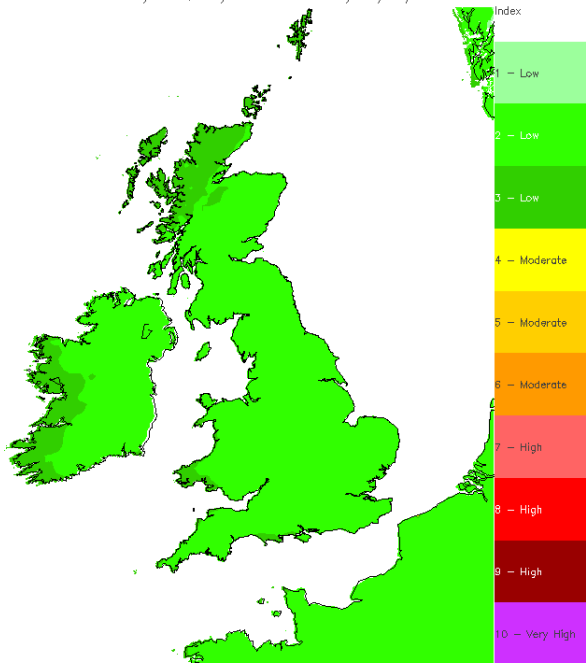 Index
1 - Low
2 - Low
3 - Low
4 - Moderate
5 - Moderate
6 - Moderate
7 - High
8 - High
9 - High
10 - Very High